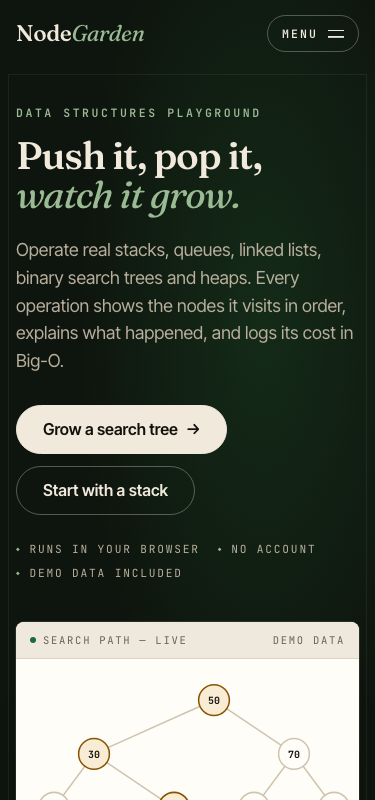 NodeGarden
MENU
DATA STRUCTURES PLAYGROUND
Push it, pop it,
watch it grow.
Operate real stacks, queues, linked lists,
binary search trees and heaps. Every
operation shows the nodes it visits in order,
explains what happened, and logs its cost in
Big-O.
Grow a search tree →
Start with a stack
RUNS IN YOUR BROWSER
NO ACCOUNT
DEMO DATA INCLUDED
SEARCH PATH — LIVE
DEMO DATA
50
30
70